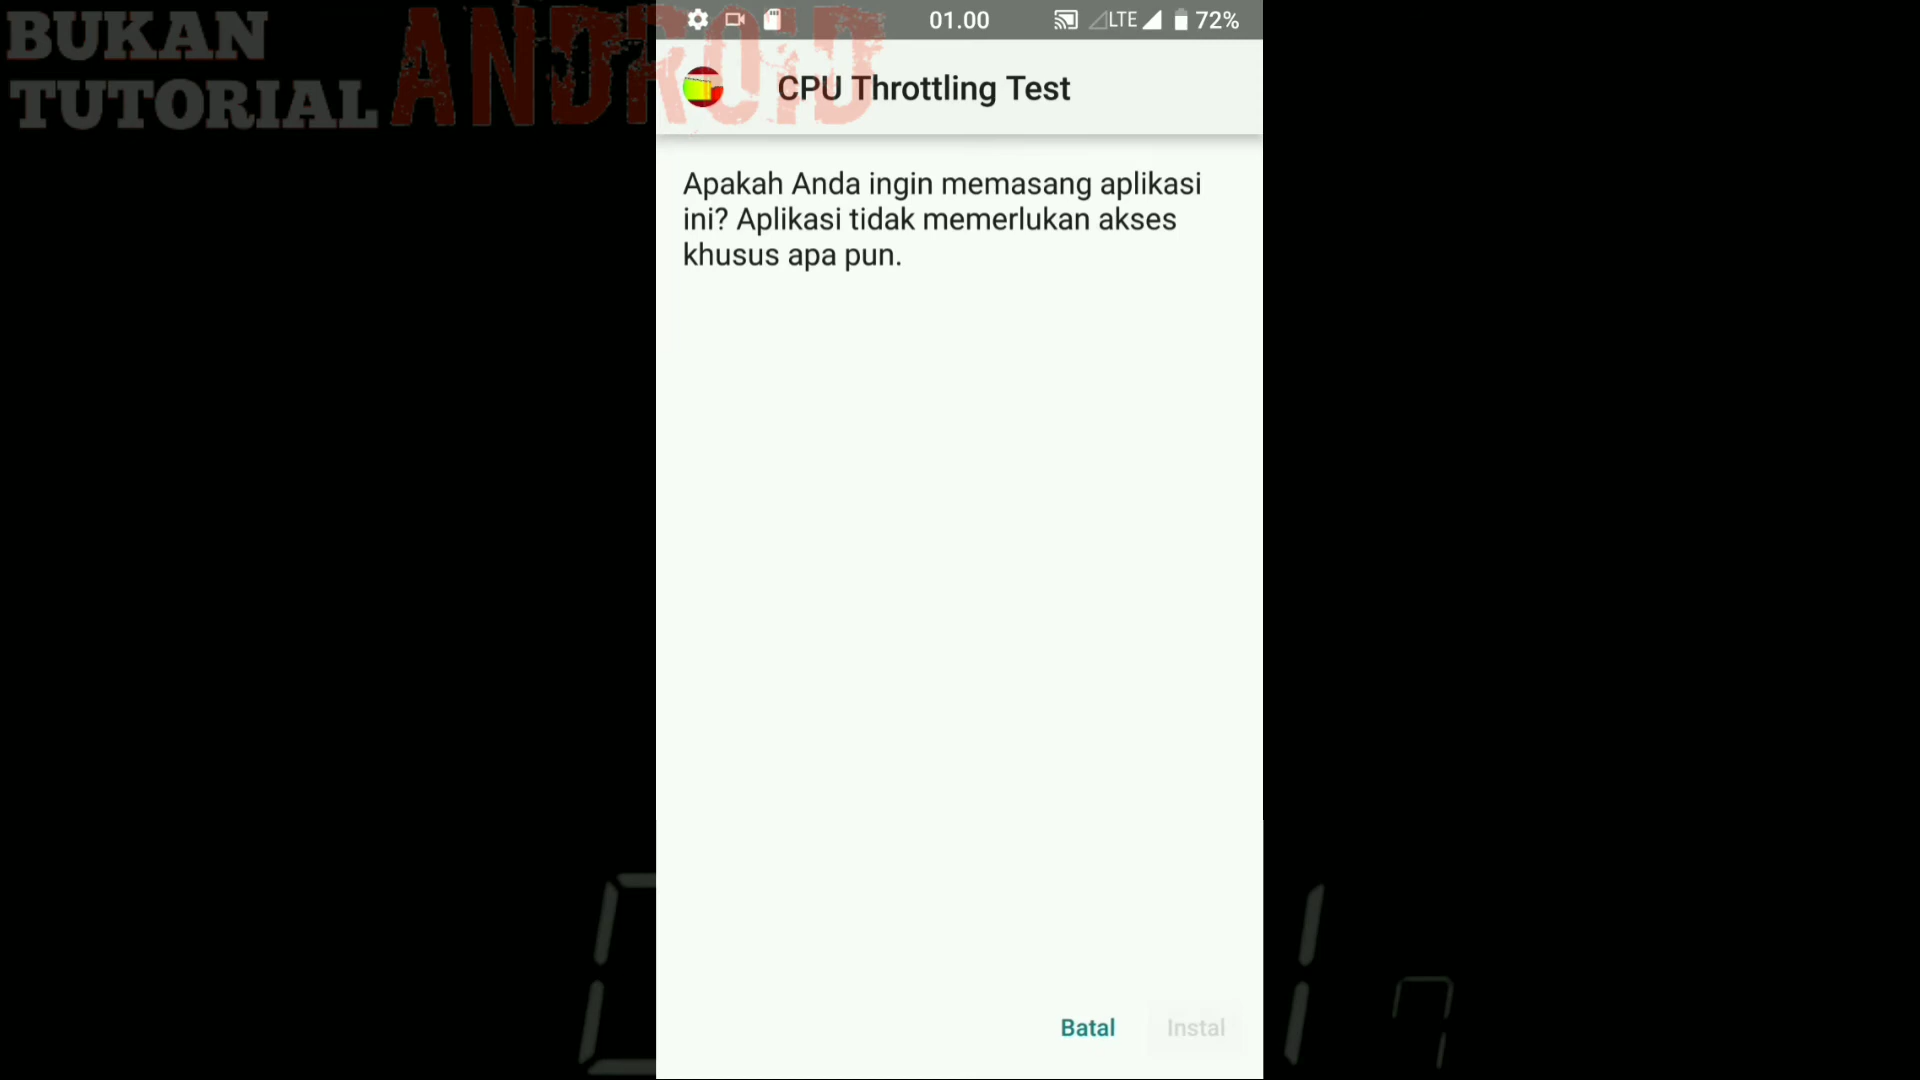 BUKAN
TUTORIAL ANDROID
01.00
LTE 72%
CPU Throttling Test
Apakah Anda ingin memasang aplikasi
ini? Aplikasi tidak memerlukan akses
khusus apa pun.
Batal Instal